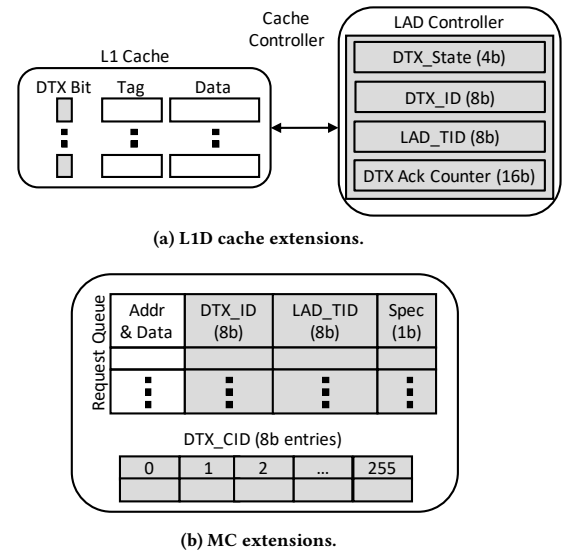 Cache
Controller
LAD Controller
L1 Cache
DTX Bit Tag Data
DTX_State (4b)
DTX_ID (8b)
LAD_TID (8b)
DTX Ack Counter (16b)
(a) L1D cache extensions.
Request Queue
Addr
& Data
DTX_ID
(8b)
LAD_TID
(8b)
Spec
(1b)
DTX_CID (8b entries)
0 1 2 ... 255
(b) MC extensions.